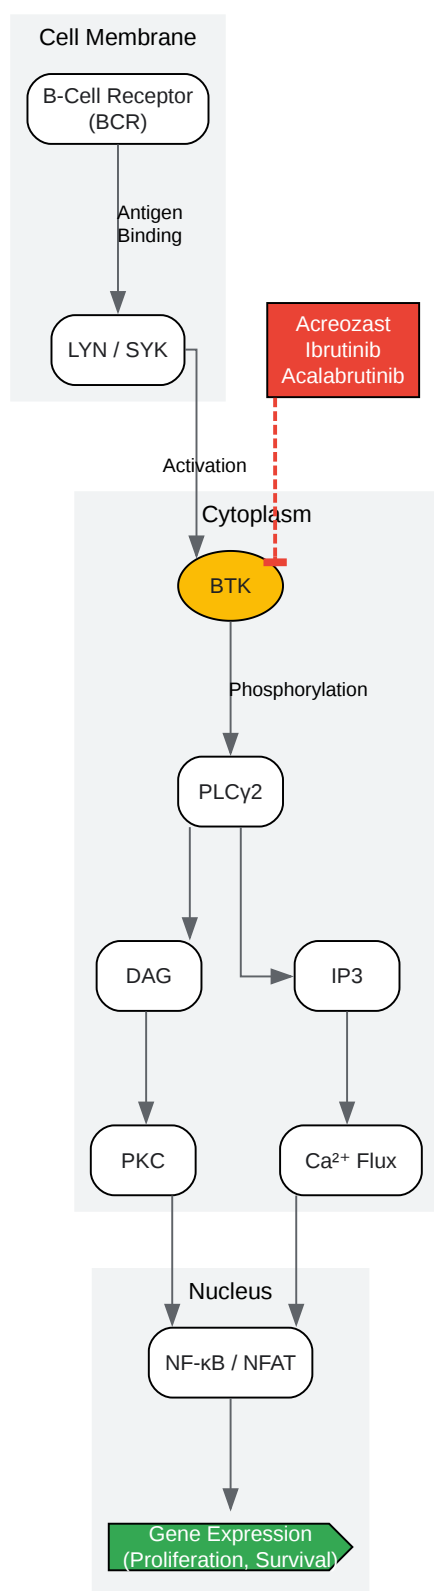 Cell Membrane
B-Cell Receptor
(BCR)
Antigen
Binding
LYN / SYK
Acreozast
Ibrutinib
Acalabrutinib
Activation
Cytoplasm
BTK
Phosphorylation
PLCγ2
DAG
IP3
PKC
Ca²⁺ Flux
Nucleus
NF-κB / NFAT
Gene Expression
(Proliferation, Survival)